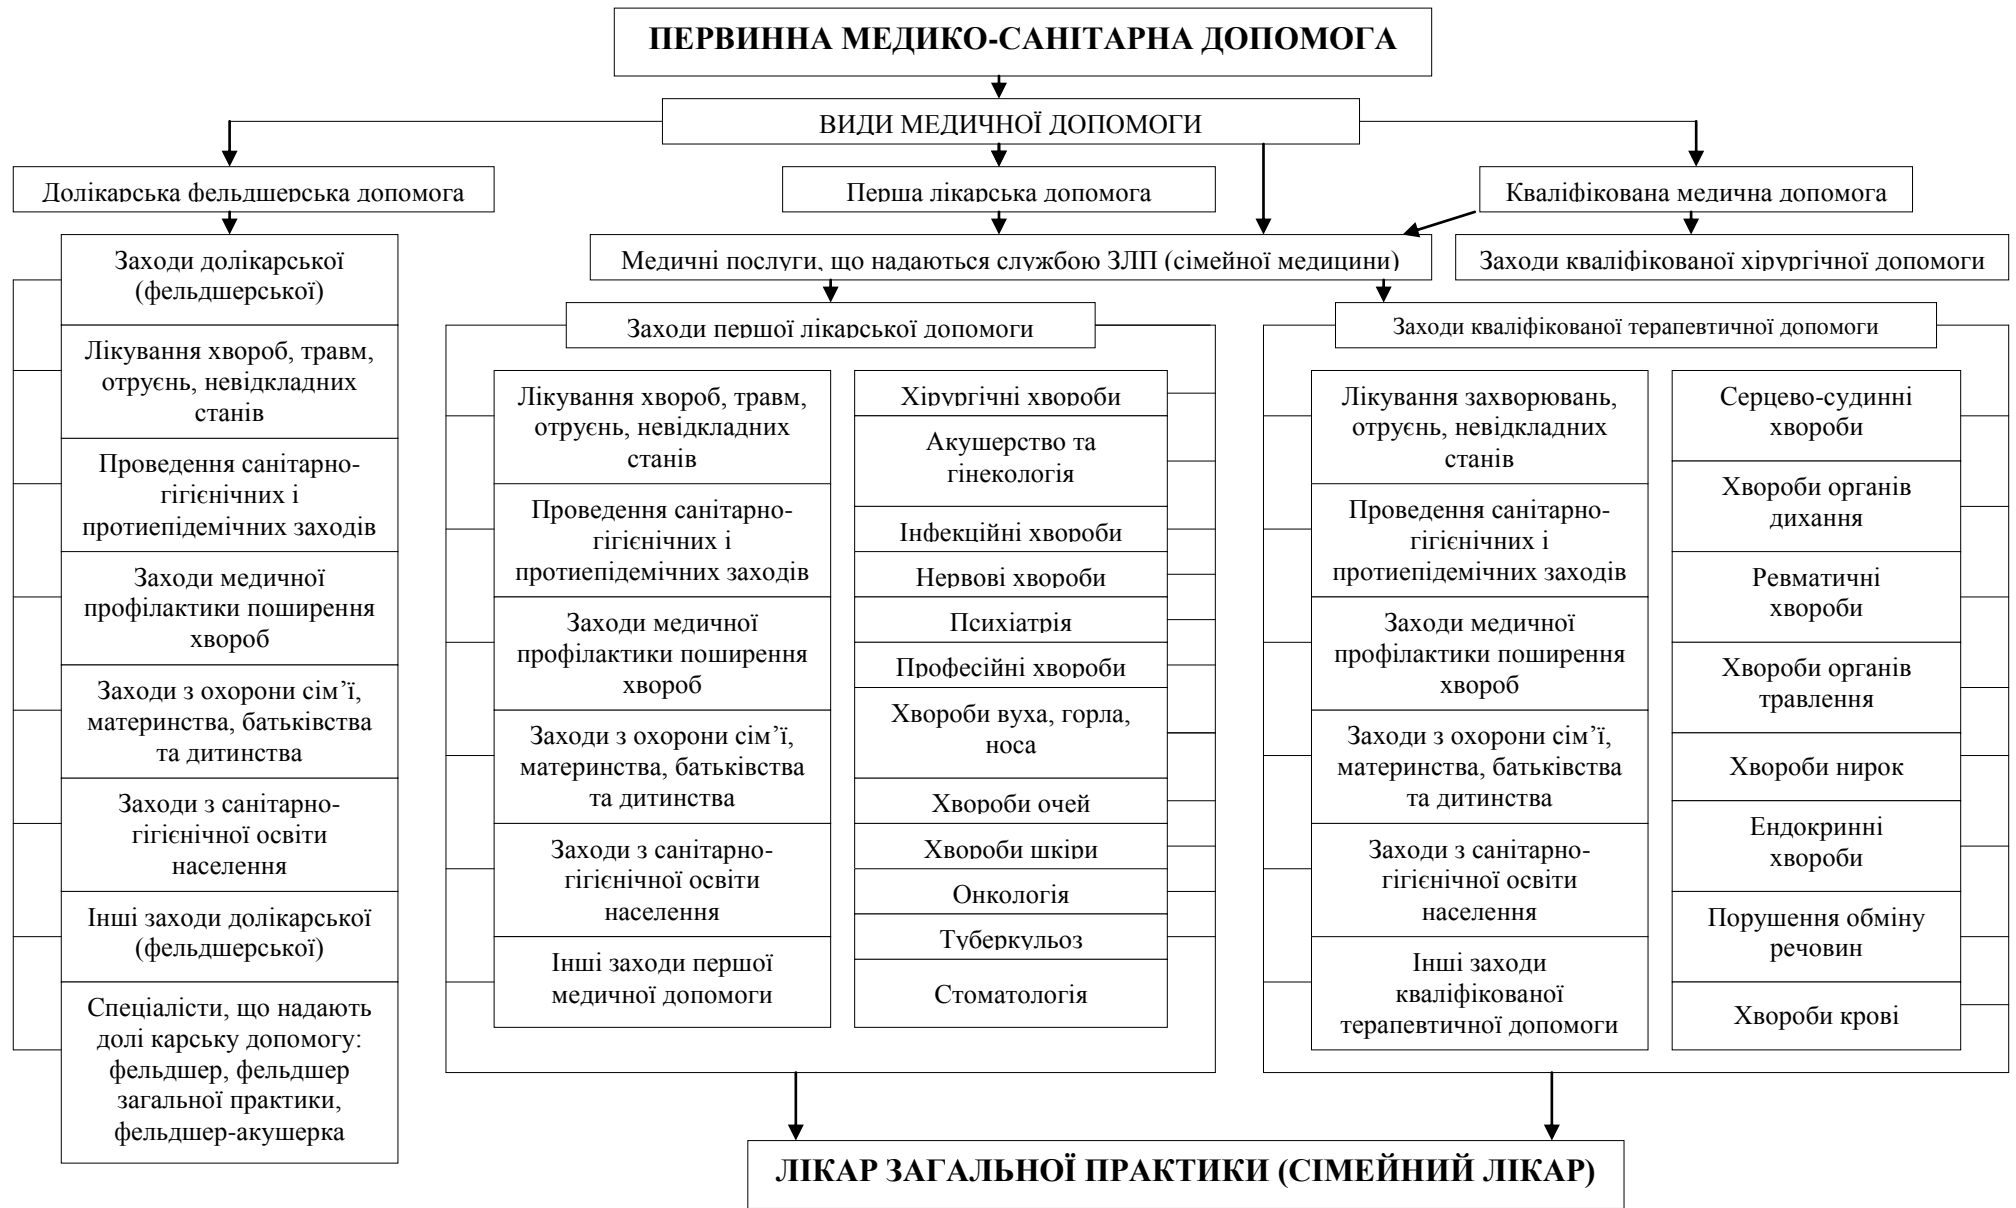 ПЕРВИННА МЕДИКО-САНІТАРНА ДОПОМОГА
ВИДИ МЕДИЧНОЇ ДОПОМОГИ
Долікарська фельдшерська допомога
Перша лікарська допомога
Кваліфікована медична допомога
Медичні послуги, що надаються службою ЗЛП (сімейної медицини)
Заходи кваліфікованої хірургічної допомоги
Заходи долікарської
(фельдшерської)
Лікування хвороб, травм,
отруєнь, невідкладних
станів
Проведення санітарно-
гігієнічних і
протиепідемічних заходів
Заходи медичної
профілактики поширення
хвороб
Заходи з охорони сім’ї,
материнства, батьківства
та дитинства
Заходи з санітарно-
гігієнічної освіти
населення
Інші заходи долікарської
(фельдшерської)
Спеціалісти, що надають
долі карську допомогу:
фельдшер, фельдшер
загальної практики,
фельдшер-акушерка
Заходи першої лікарської допомоги
Лікування хвороб, травм,
отруєнь, невідкладних
станів
Проведення санітарно-
гігієнічних і
протиепідемічних заходів
Заходи медичної
профілактики поширення
хвороб
Заходи з охорони сім’ї,
материнства, батьківства
та дитинства
Заходи з санітарно-
гігієнічної освіти
населення
Інші заходи першої
медичної допомоги
Хірургічні хвороби
Акушерство та
гінекологія
Інфекційні хвороби
Нервові хвороби
Психіатрія
Професійні хвороби
Хвороби вуха, горла,
носа
Хвороби очей
Хвороби шкіри
Онкологія
Туберкульоз
Стоматологія
Заходи кваліфікованої терапевтичної допомоги
Лікування захворювань,
отруєнь, невідкладних
станів
Проведення санітарно-
гігієнічних і
протиепідемічних заходів
Заходи медичної
профілактики поширення
хвороб
Заходи з охорони сім’ї,
материнства, батьківства
та дитинства
Заходи з санітарно-
гігієнічної освіти
населення
Інші заходи
кваліфікованої
терапевтичної допомоги
Серцево-судинні
хвороби
Хвороби органів
дихання
Ревматичні
хвороби
Хвороби органів
травлення
Хвороби нирок
Ендокринні
хвороби
Порушення обміну
речовин
Хвороби крові
ЛІКАР ЗАГАЛЬНОЇ ПРАКТИКИ (СІМЕЙНИЙ ЛІКАР)